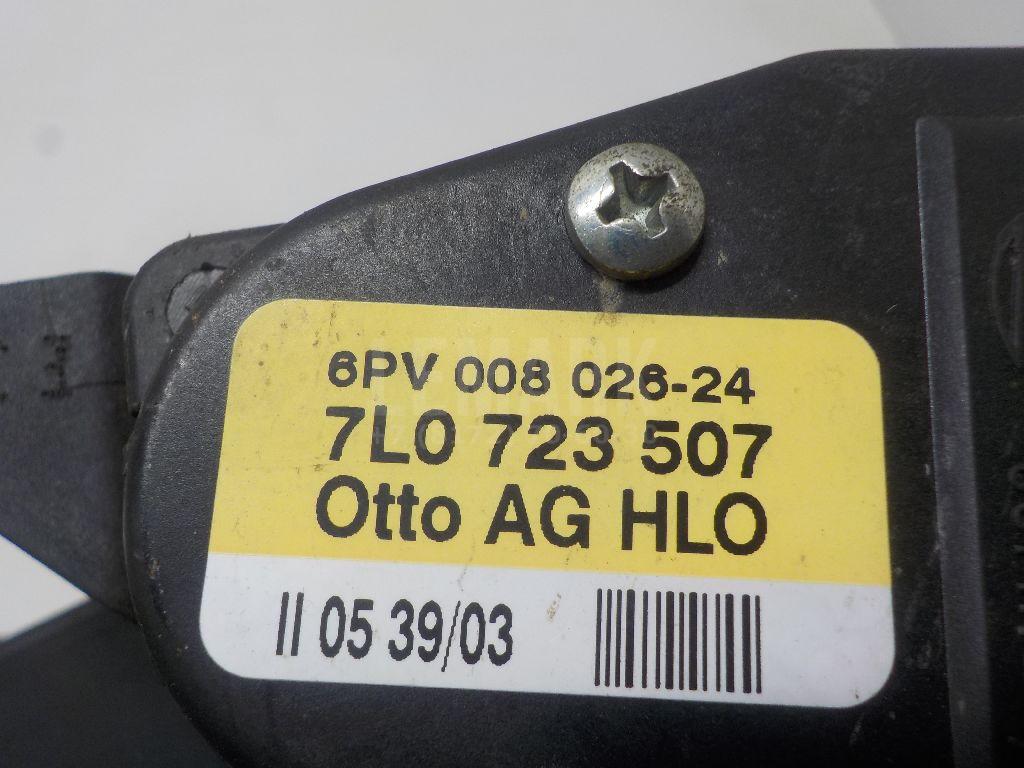 6PV 008 026-24
7L0 723 507
Otto AG HLO
II 05 39/03